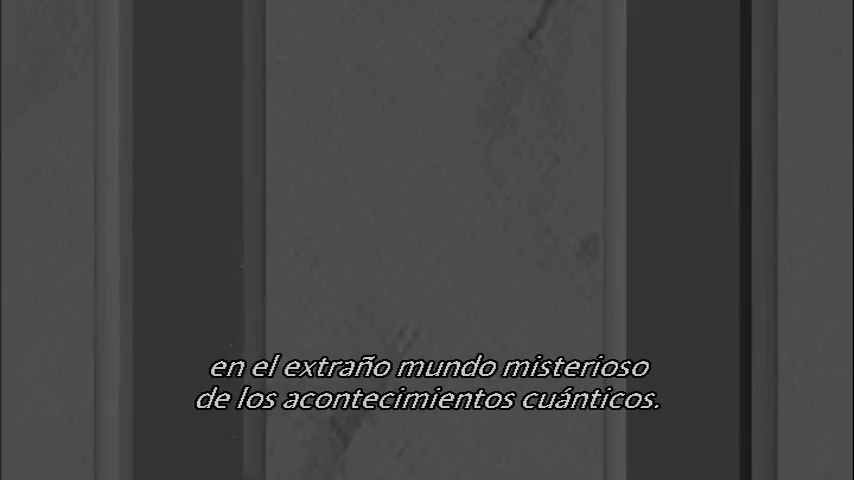 en el extraño mundo misterioso
de los acontecimientos cuánticos.